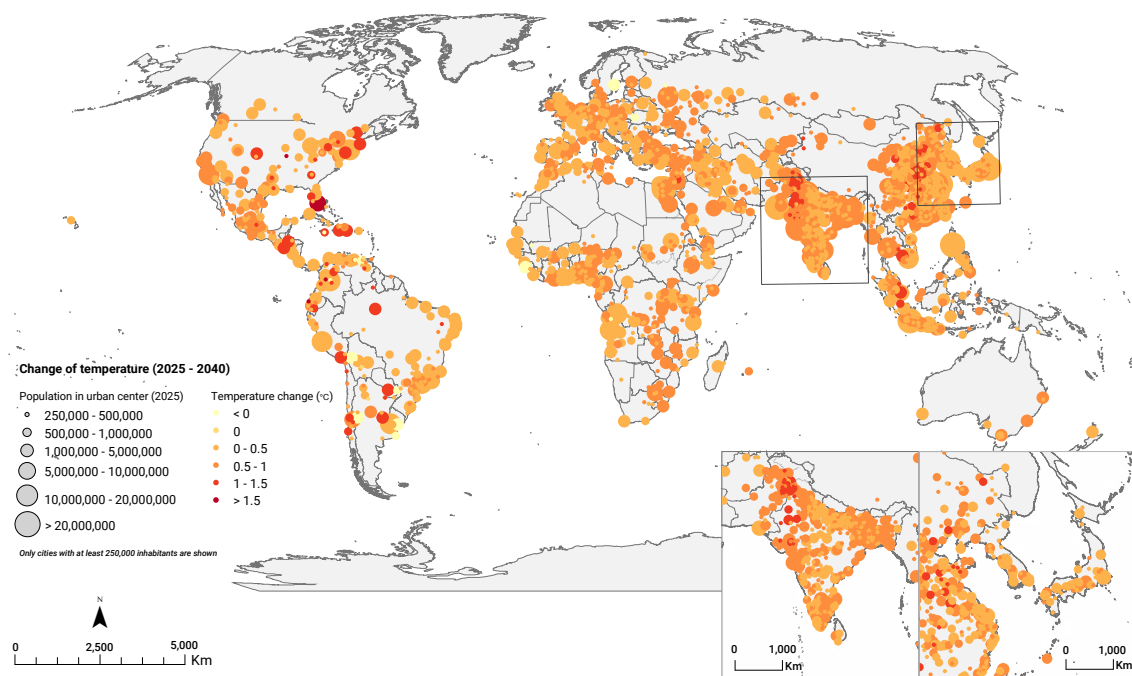 Change of temperature (2025 - 2040)
Population in urban center (2025)
250,000 - 500,000
500,000 - 1,000,000
1,000,000 - 5,000,000
5,000,000 - 10,000,000
10,000,000 - 20,000,000
> 20,000,000
Temperature change (°C)
< 0
0
0 - 0.5
0.5 - 1
1 - 1.5
> 1.5
Only cities with at least 250,000 inhabitants are shown
N
0 2,500 5,000
Km
0 1,000
Km
0 1,000
Km